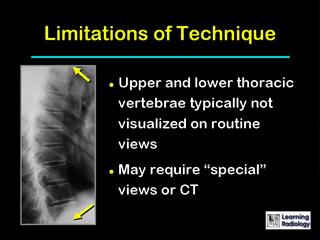 Limitations of Technique
Upper and lower thoracic
vertebrae typically not
visualized on routine
views
May require “special”
views or CT
Learning
Radiology